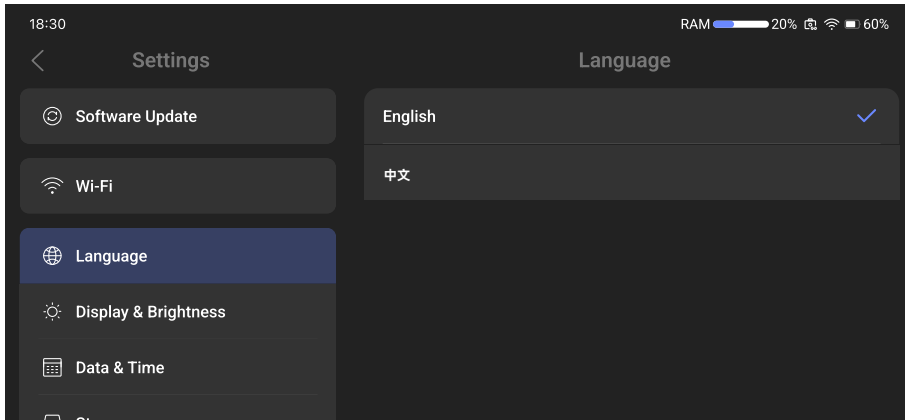 18:30
RAM 20% 60%
Settings
Language
Software Update
English
Wi-Fi
中文
Language
Display & Brightness
Data & Time